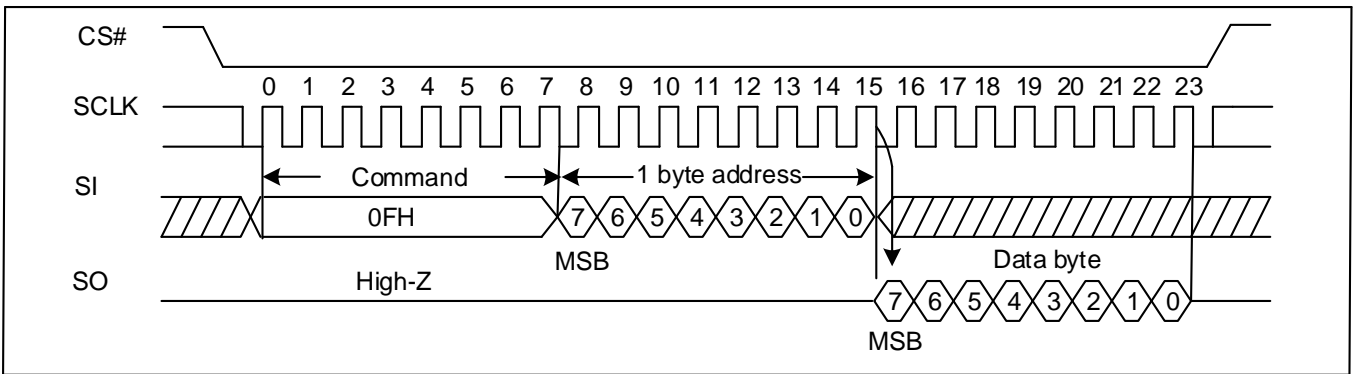 CS#
0 1 2 3 4 5 6 7 8 9 10 11 12 13 14 15 16 17 18 19 20 21 22 23
SCLK
Command 1 byte address
SI
0FH 7 6 5 4 3 2 1 0
MSB Data byte
SO High-Z
7 6 5 4 3 2 1 0
MSB